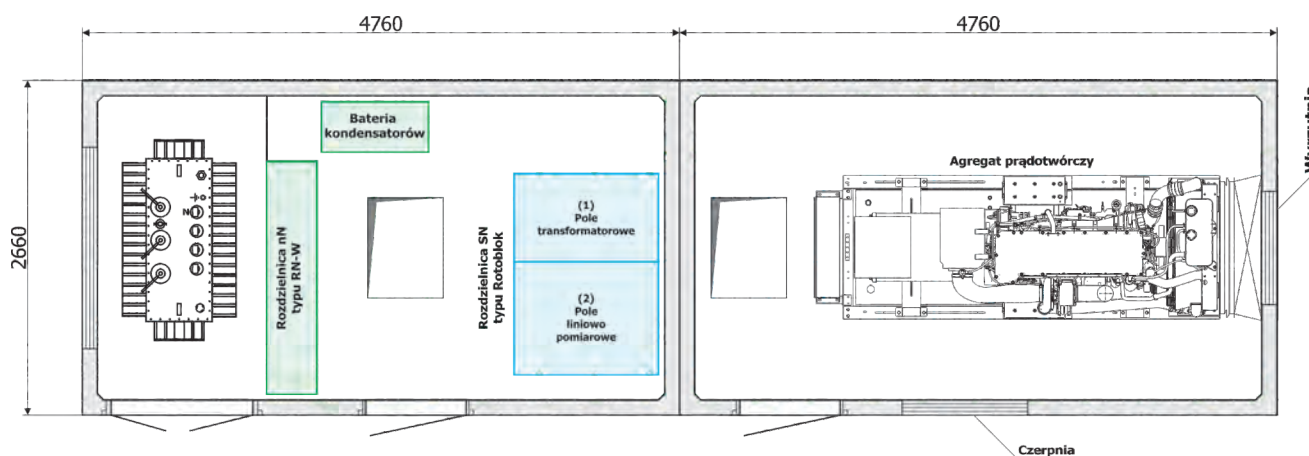 4760
4760
2660
Bateria
kondensatorów
N
Rozdzielnica nN
typu RN-W
Rozdzielnica SN
typu Rotoblok
(1)
Pole
transformatorowe
(2)
Pole
liniowo
pomiarowe
Agregat prądotwórczy
Czerpnia